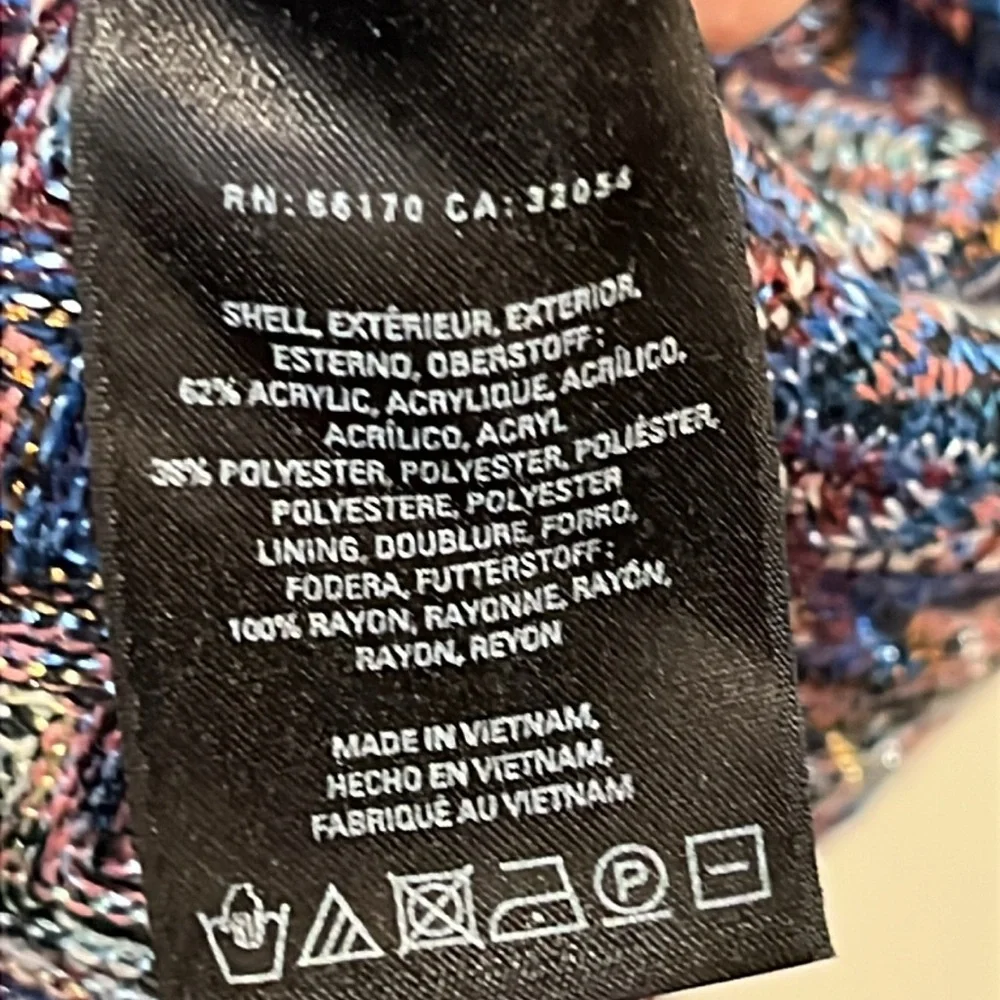 RN: 66170 CA: 32054
SHELL, EXTÉRIEUR, EXTERIOR,
ESTERNO, OBERSTOFF:
62% ACRYLIC, ACRYLIQUE, ACRÍLICO,
ACRÍLICO, ACRYL
38% POLYESTER, POLYESTER, POLIÉSTER,
POLYESTERE, POLYESTER
LINING, DOUBLURE, FORRO,
FODERA, FUTTERSTOFF:
100% RAYON, RAYONNE, RAYÓN,
RAYON, REYON
MADE IN VIETNAM,
HECHO EN VIETNAM,
FABRIQUÉ AU VIETNAM
P